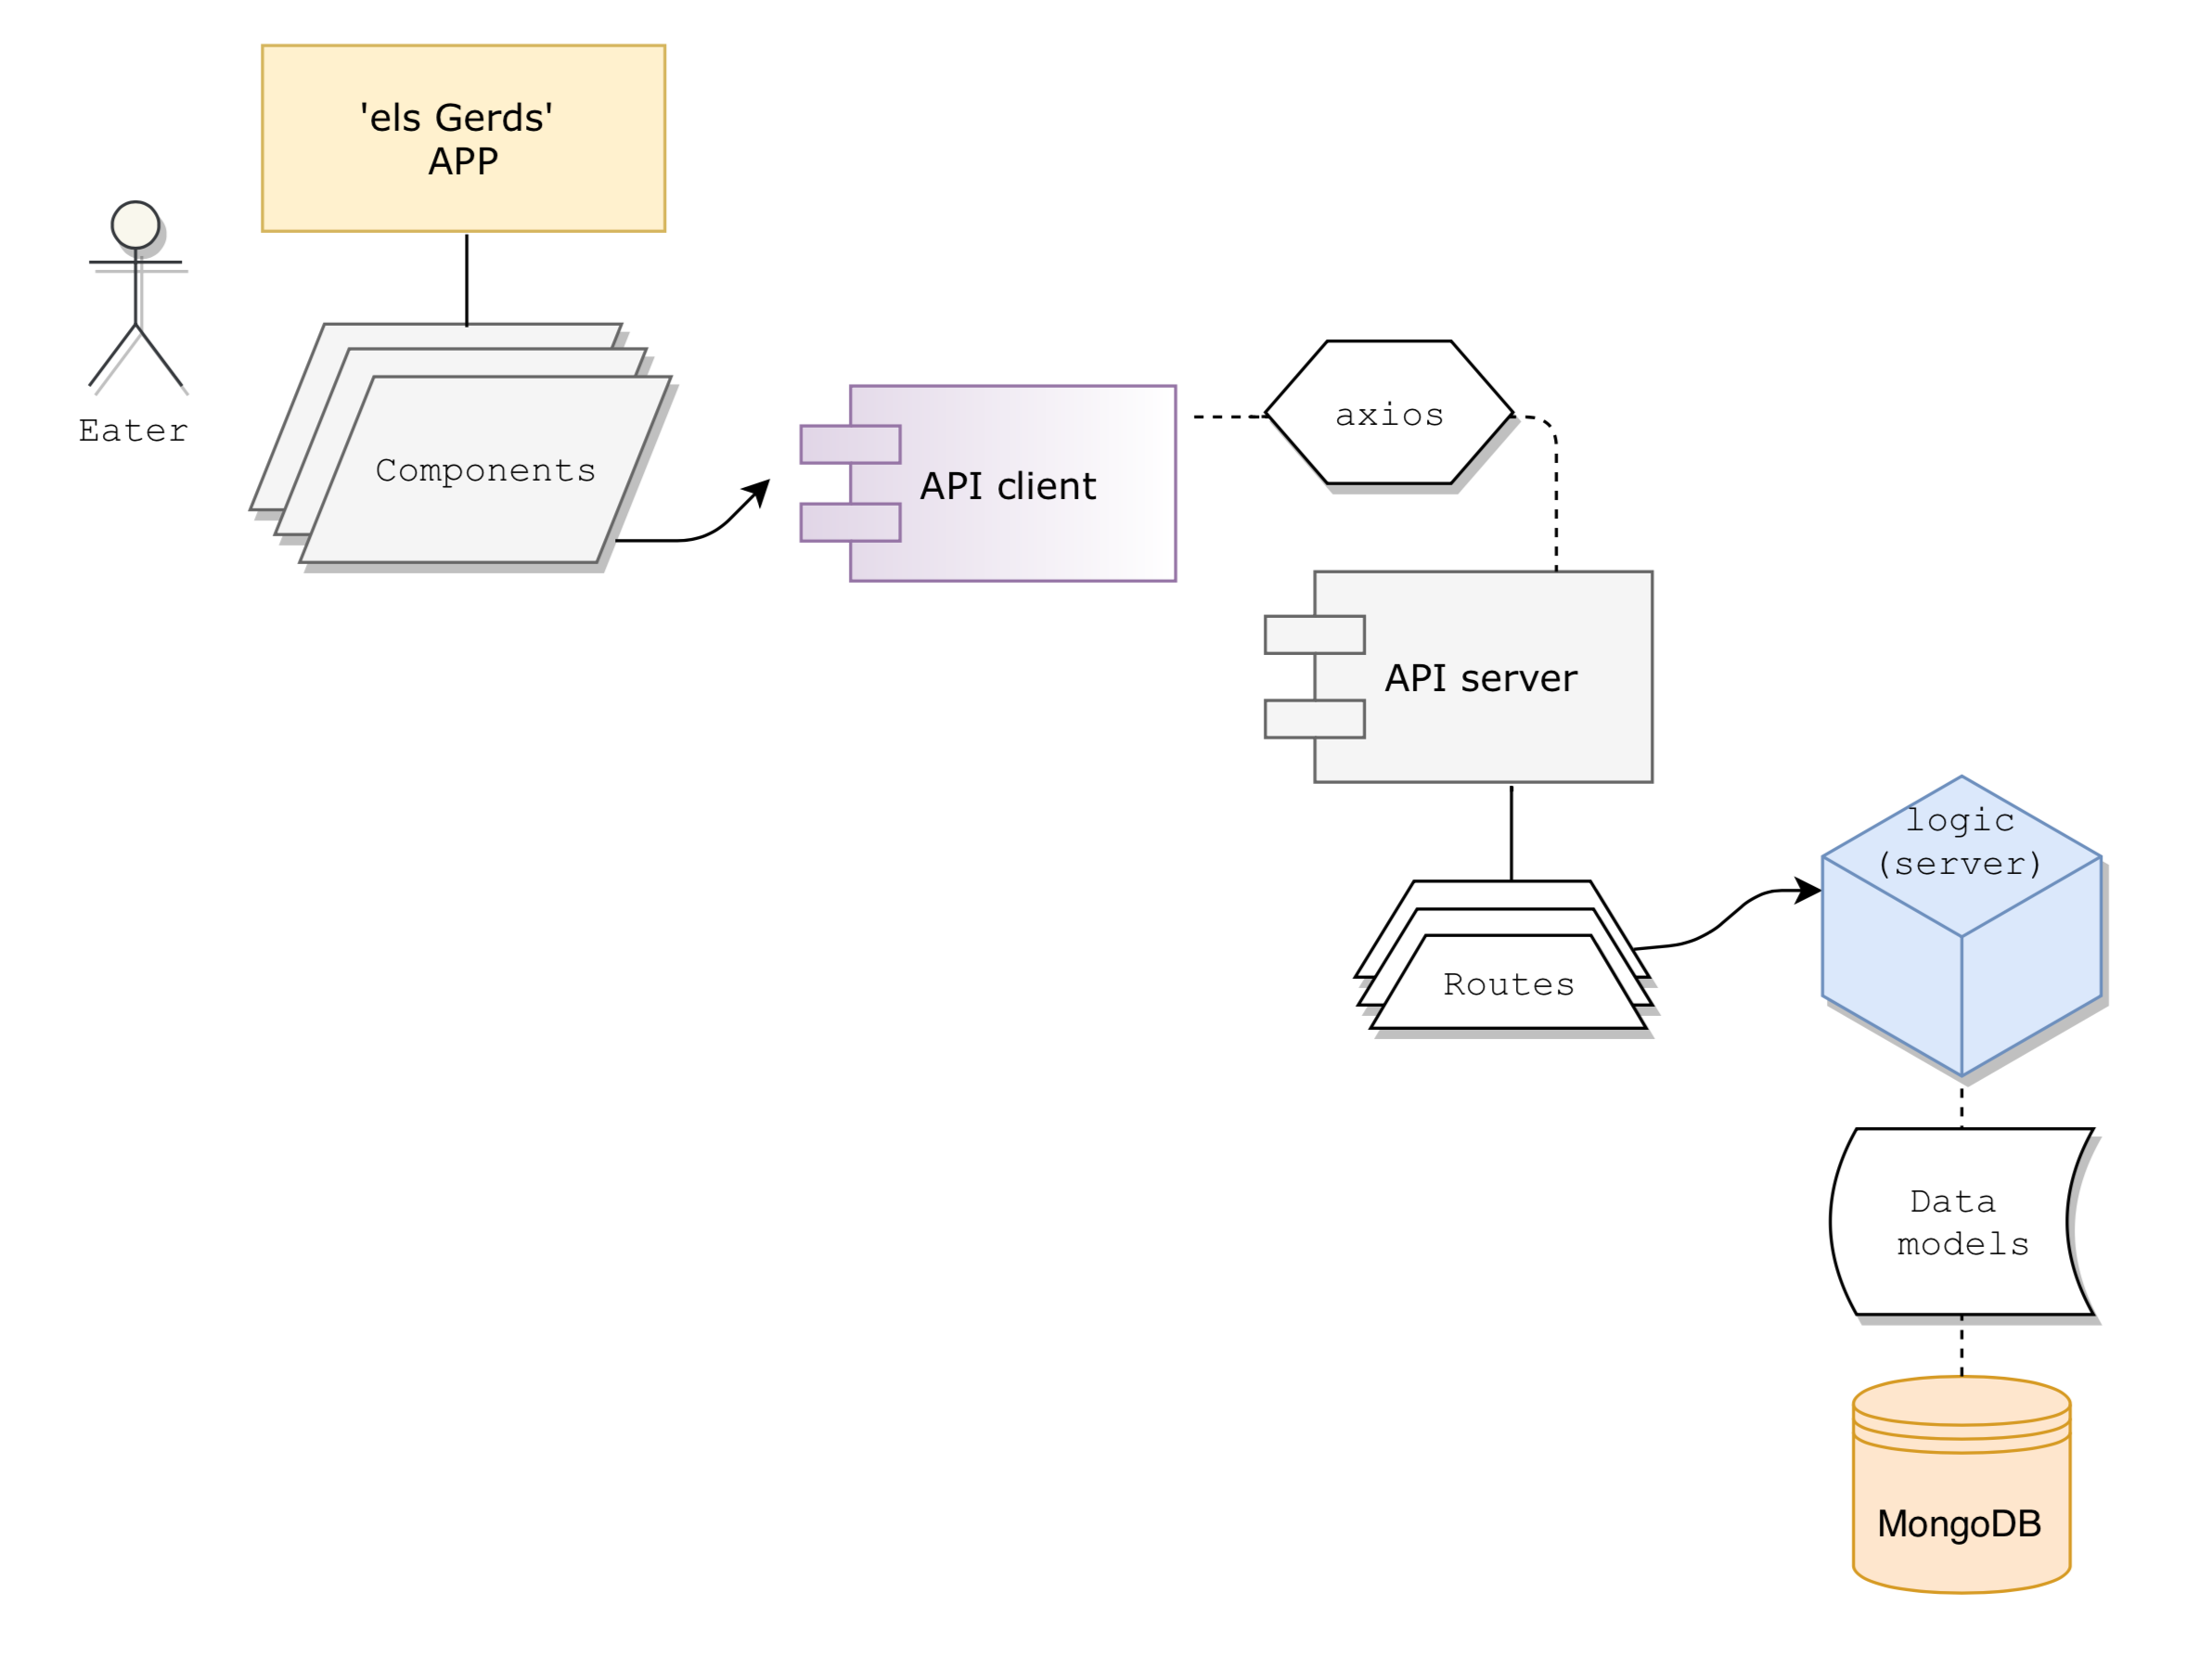 'els Gerds'
APP
Eater
Components
API client
axios
API server
logic
(server)
Routes
Data
models
MongoDB